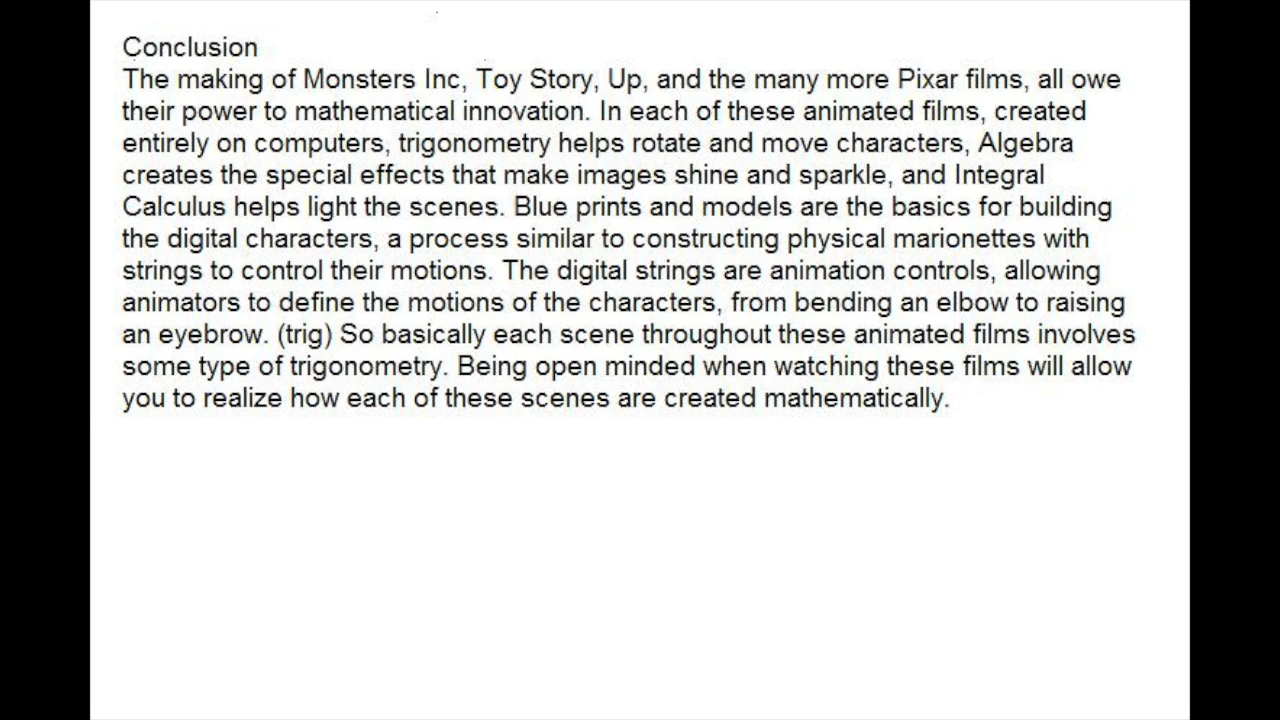 Conclusion
The making of Monsters Inc, Toy Story, Up, and the many more Pixar films, all owe
their power to mathematical innovation. In each of these animated films, created
entirely on computers, trigonometry helps rotate and move characters, Algebra
creates the special effects that make images shine and sparkle, and Integral
Calculus helps light the scenes. Blue prints and models are the basics for building
the digital characters, a process similar to constructing physical marionettes with
strings to control their motions. The digital strings are animation controls, allowing
animators to define the motions of the characters, from bending an elbow to raising
an eyebrow. (trig) So basically each scene throughout these animated films involves
some type of trigonometry. Being open minded when watching these films will allow
you to realize how each of these scenes are created mathematically.